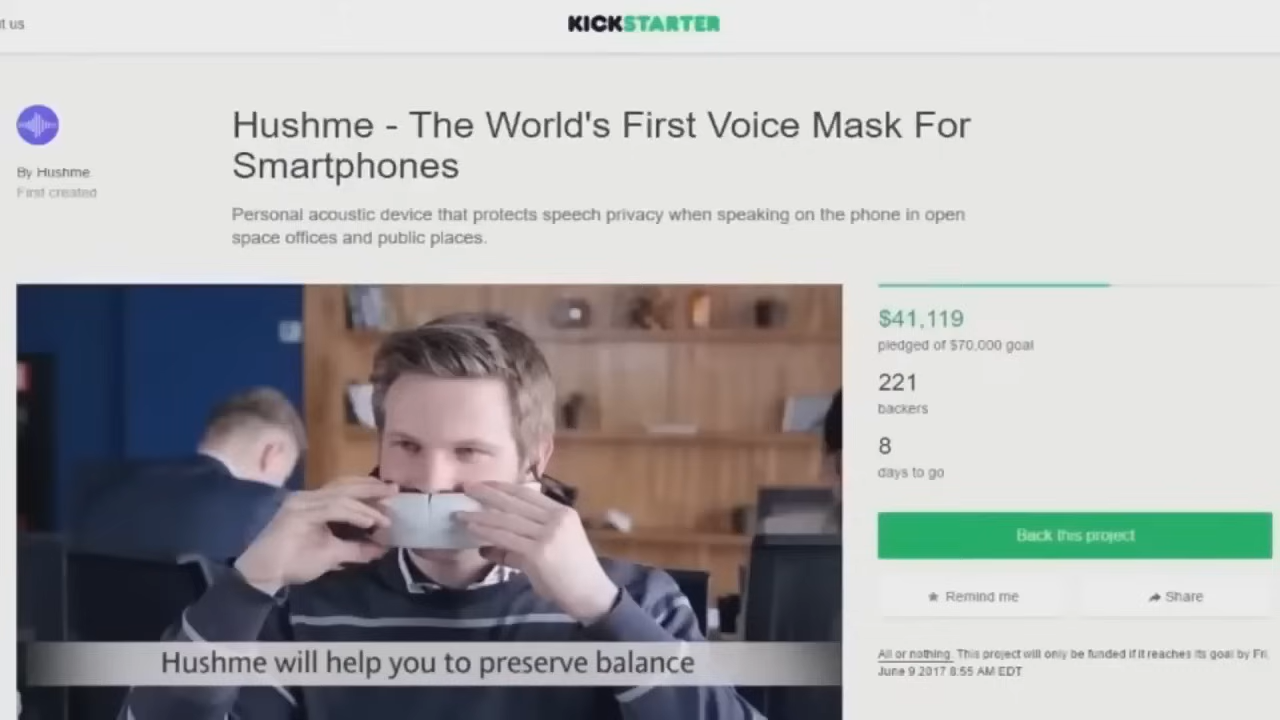 t us
KICKSTARTER
Hushme - The World's First Voice Mask For
Smartphones
By Hushme
First created
Personal acoustic device that protects speech privacy when speaking on the phone in open
space offices and public places.
$41,119
pledged of $70,000 goal
221
backers
8
days to go
Back this project
Remind me
Share
All or nothing. This project will only be funded if it reaches its goal by Fri,
June 9 2017 8:55 AM EDT
Hushme will help you to preserve balance